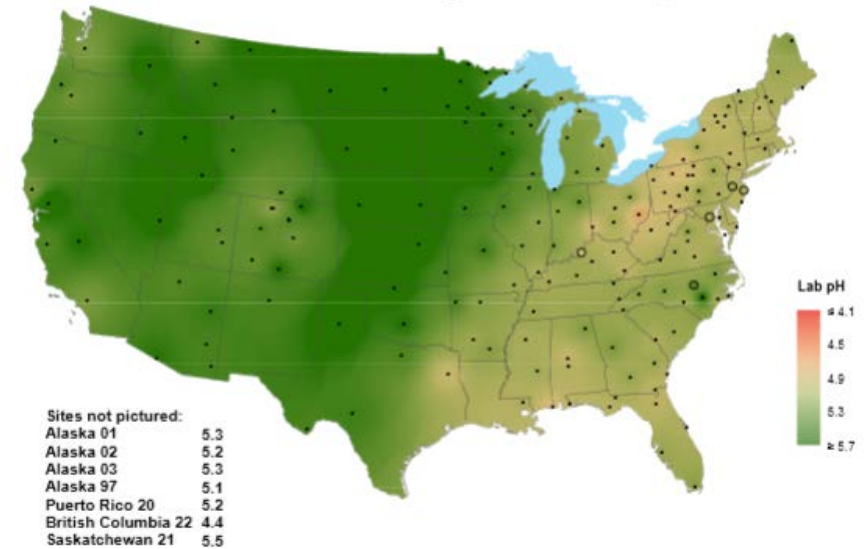 Lab pH
≤ 4.1
4.5
4.9
5.3
≥ 5.7
Sites not pictured:
Alaska 01 5.3
Alaska 02 5.2
Alaska 03 5.3
Alaska 97 5.1
Puerto Rico 20 5.2
British Columbia 22 4.4
Saskatchewan 21 5.5